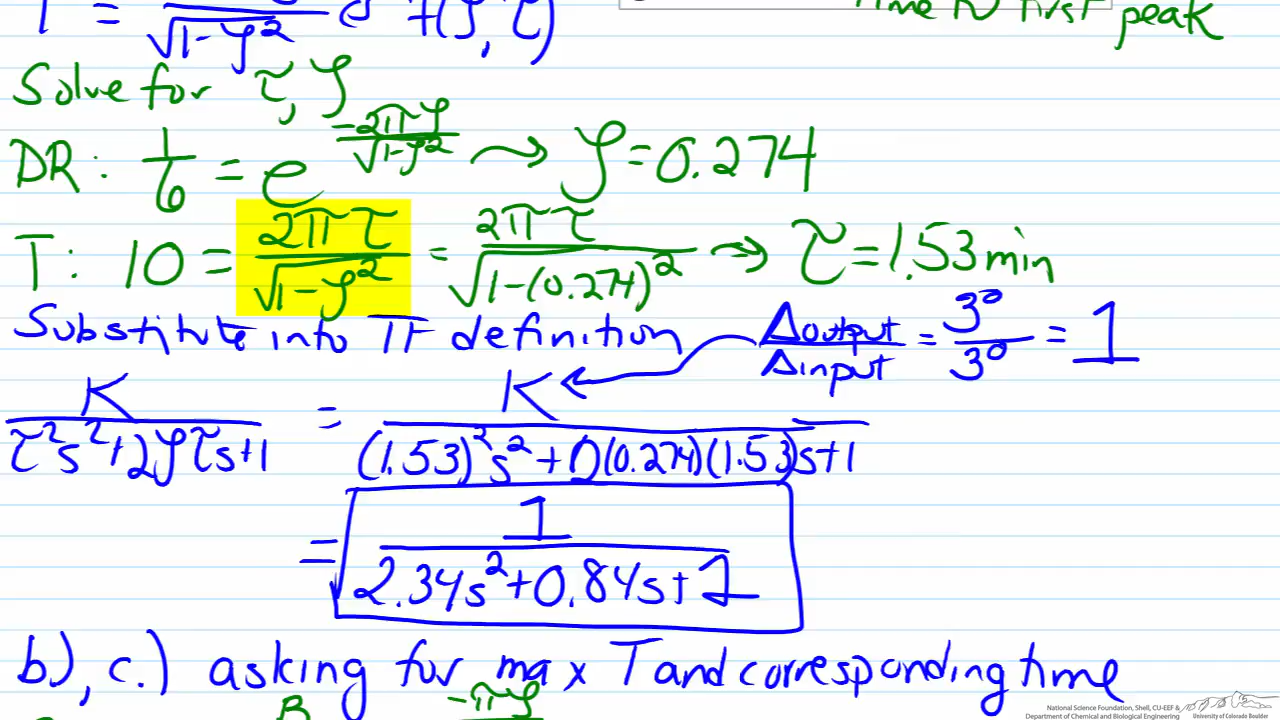 T = / √1-ζ² e f(ζ, τ) time to first peak
Solve for τ, ζ
DR: 1/6 = e^(-2πζ/√1-ζ²) → ζ = 0.274
T: 10 = 2πτ/√1-ζ² = 2πτ/√1-(0.274)² → τ = 1.53 min
Substitute into TF definition Δoutput/Δinput = 3°/3° = 1
K/τ²s²+2ζτs+1 = K/(1.53)²s²+()(0.274)(1.53)s+1
= 1/2.34s²+0.84s+1
b), c.) asking for max T and corresponding time
B -πζ
National Science Foundation, Shell, CU-EEF &
Department of Chemical and Biological Engineering University of Colorado Boulder